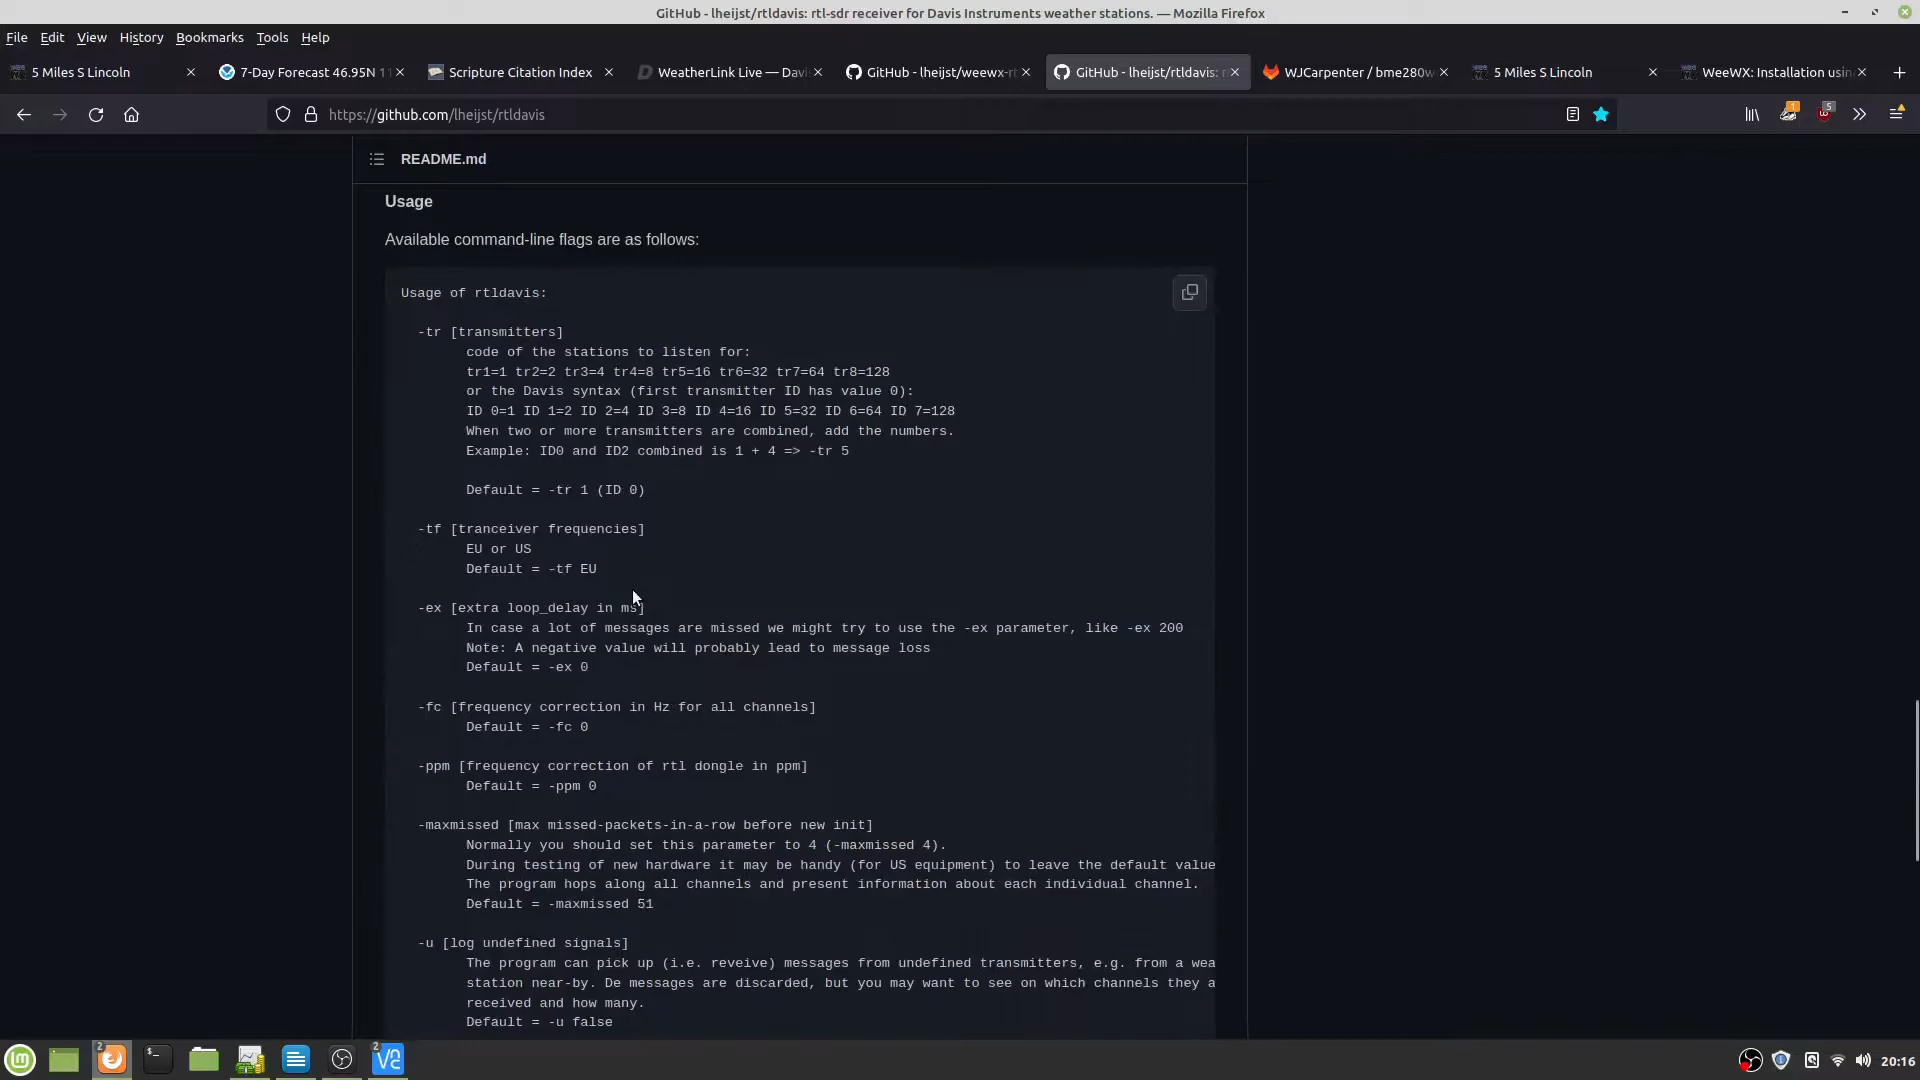 GitHub - lheijst/rtldavis: rtl-sdr receiver for Davis Instruments weather stations. — Mozilla Firefox
File Edit View History Bookmarks Tools Help
5 Miles S Lincoln
7-Day Forecast 46.95N 11
Scripture Citation Index
WeatherLink Live — Davis
GitHub - lheijst/weewx-rt
GitHub - lheijst/rtldavis: r
WJCarpenter / bme280w
5 Miles S Lincoln
WeeWX: Installation usin
https://github.com/lheijst/rtldavis
1
5
README.md
Usage
Available command-line flags are as follows:
Usage of rtldavis:
-tr [transmitters]
code of the stations to listen for:
tr1=1 tr2=2 tr3=4 tr4=8 tr5=16 tr6=32 tr7=64 tr8=128
or the Davis syntax (first transmitter ID has value 0):
ID 0=1 ID 1=2 ID 2=4 ID 3=8 ID 4=16 ID 5=32 ID 6=64 ID 7=128
When two or more transmitters are combined, add the numbers.
Example: ID0 and ID2 combined is 1 + 4 => -tr 5
Default = -tr 1 (ID 0)
-tf [tranceiver frequencies]
EU or US
Default = -tf EU
-ex [extra loop_delay in ms]
In case a lot of messages are missed we might try to use the -ex parameter, like -ex 200
Note: A negative value will probably lead to message loss
Default = -ex 0
-fc [frequency correction in Hz for all channels]
Default = -fc 0
-ppm [frequency correction of rtl dongle in ppm]
Default = -ppm 0
-maxmissed [max missed-packets-in-a-row before new init]
Normally you should set this parameter to 4 (-maxmissed 4).
During testing of new hardware it may be handy (for US equipment) to leave the default value
The program hops along all channels and present information about each individual channel.
Default = -maxmissed 51
-u [log undefined signals]
The program can pick up (i.e. reveive) messages from undefined transmitters, e.g. from a wea
station near-by. De messages are discarded, but you may want to see on which channels they a
received and how many.
Default = -u false
2
2
20:16